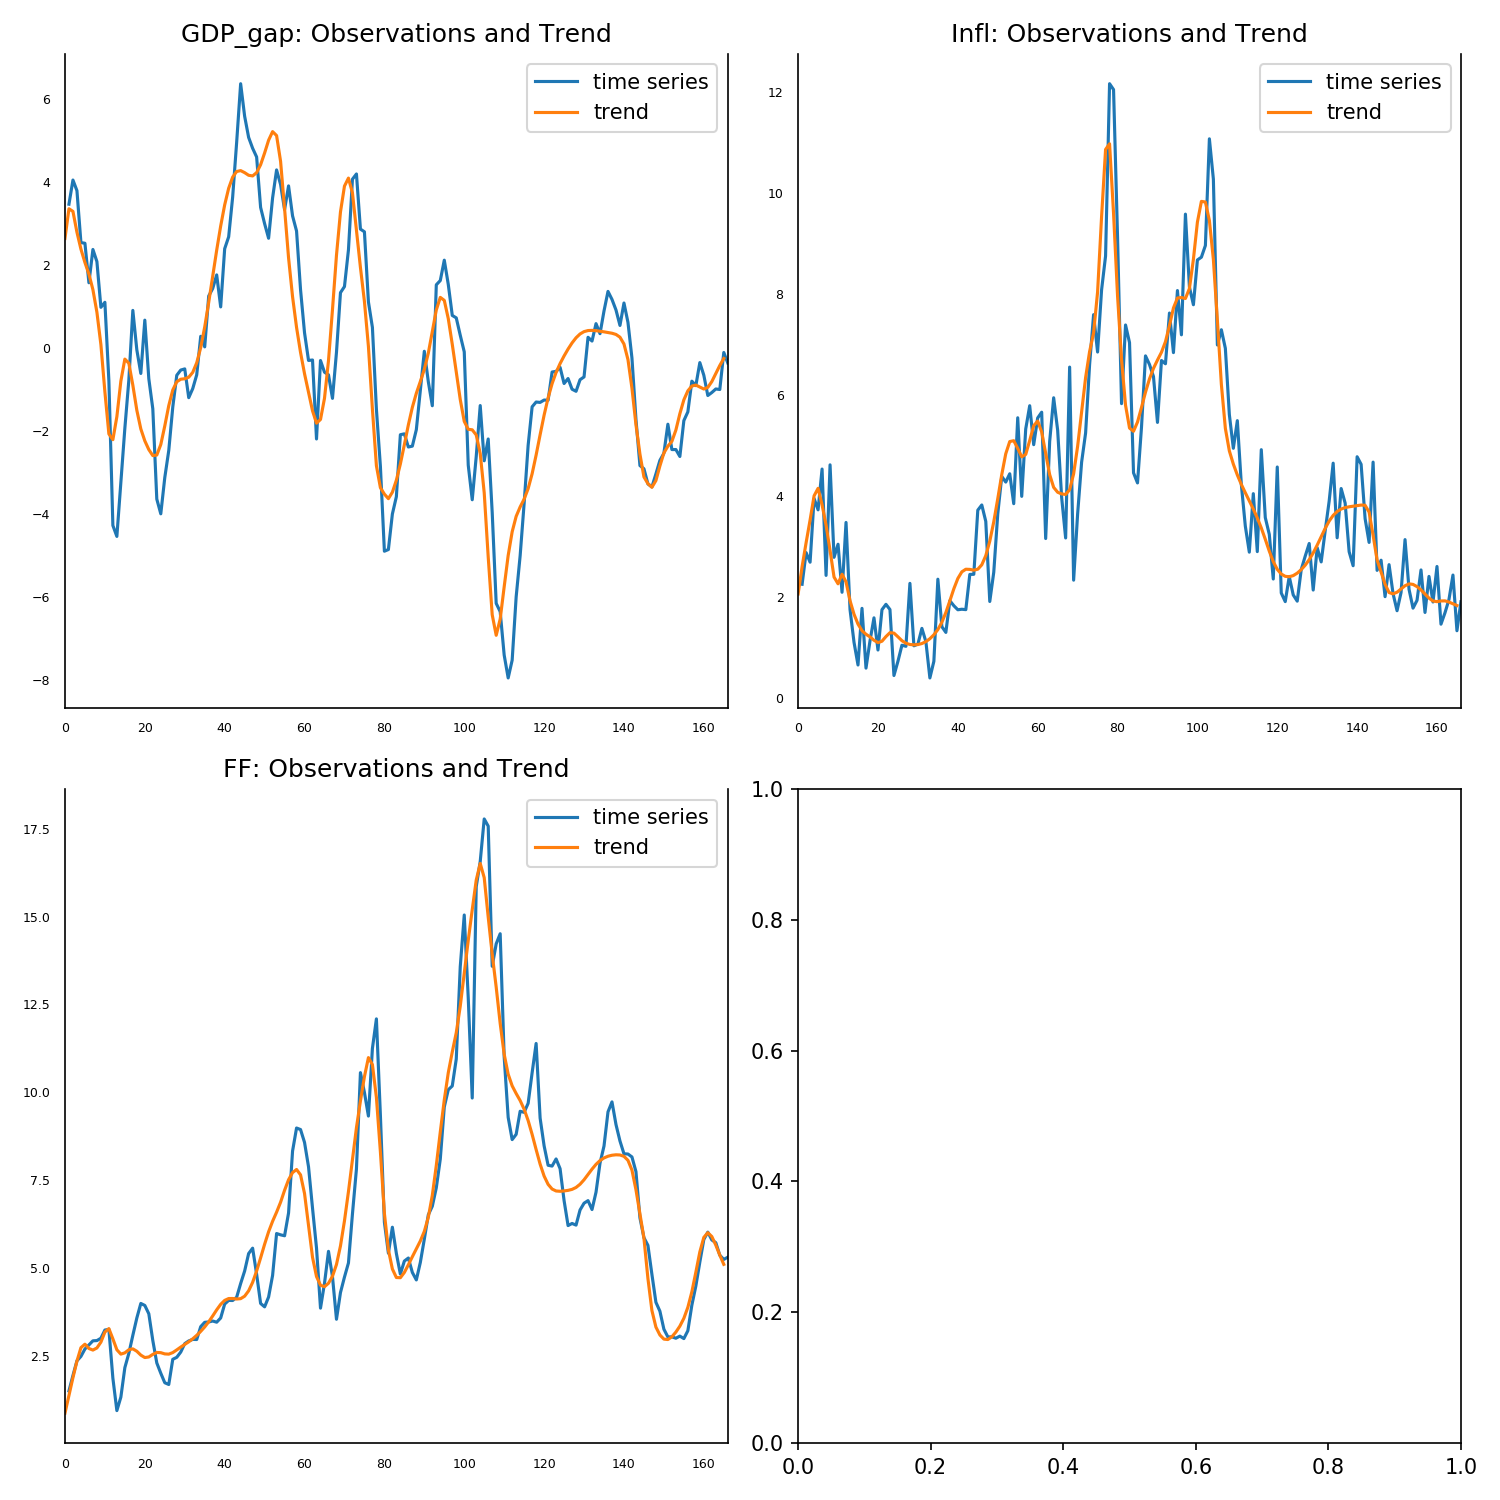 GDP_gap: Observations and Trend
time series
trend
6
4
2
0
−2
−4
−6
−8
0 20 40 60 80 100 120 140 160
Infl: Observations and Trend
time series
trend
12
10
8
6
4
2
0
0 20 40 60 80 100 120 140 160
FF: Observations and Trend
time series
trend
17.5
15.0
12.5
10.0
7.5
5.0
2.5
0 20 40 60 80 100 120 140 160
1.0
0.8
0.6
0.4
0.2
0.0
0.0 0.2 0.4 0.6 0.8 1.0